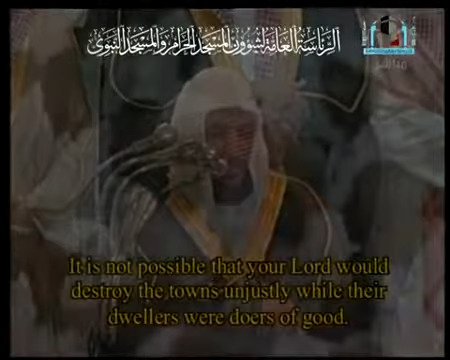 الرئاسة العامة لشؤون المسجد الحرام والمسجد النبوي
مباشر
It is not possible that your Lord would
destroy the towns unjustly while their
dwellers were doers of good.